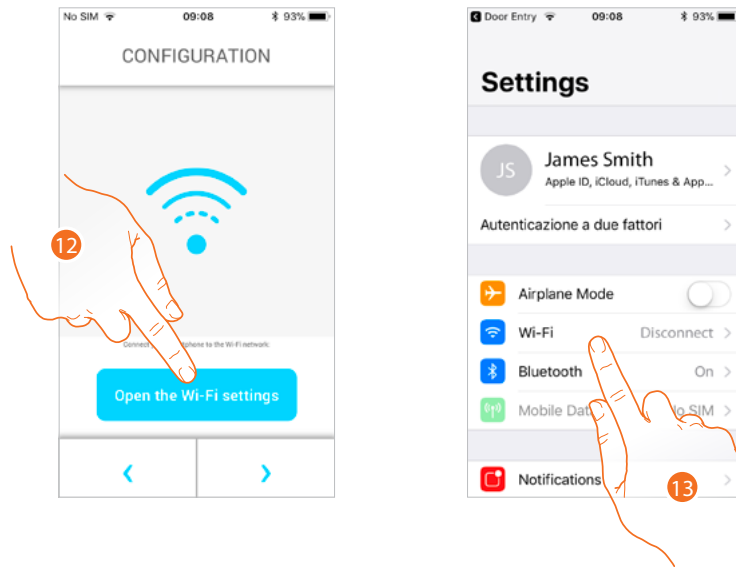 No SIM 09:08 93%
CONFIGURATION
12
Connect phone to the Wi-Fi network:
Open the Wi-Fi settings
Door Entry 09:08 93%
Settings
JS
James Smith
Apple ID, iCloud, iTunes & App...
Autenticazione a due fattori
Airplane Mode
Wi-Fi Disconnect
Bluetooth On
Mobile SIM
Notifications
13